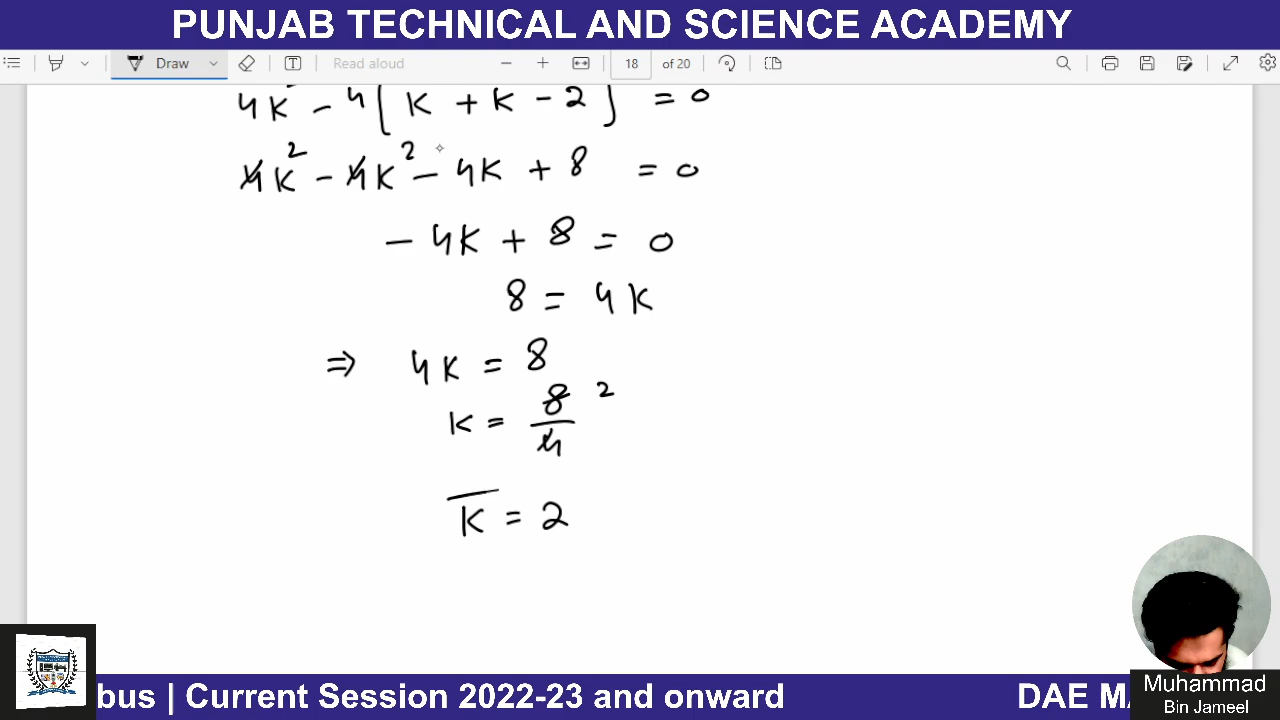 PUNJAB TECHNICAL AND SCIENCE ACADEMY
Draw Read aloud 18 of 20
4K² - 4[K + K - 2] = 0
4K² - 4K² - 4K + 8 = 0
- 4K + 8 = 0
8 = 4K
⇒ 4K = 8
K = 8/4 2
K = 2
bus | Current Session 2022-23 and onward DAE MA
Muhammad
Bin Jameel